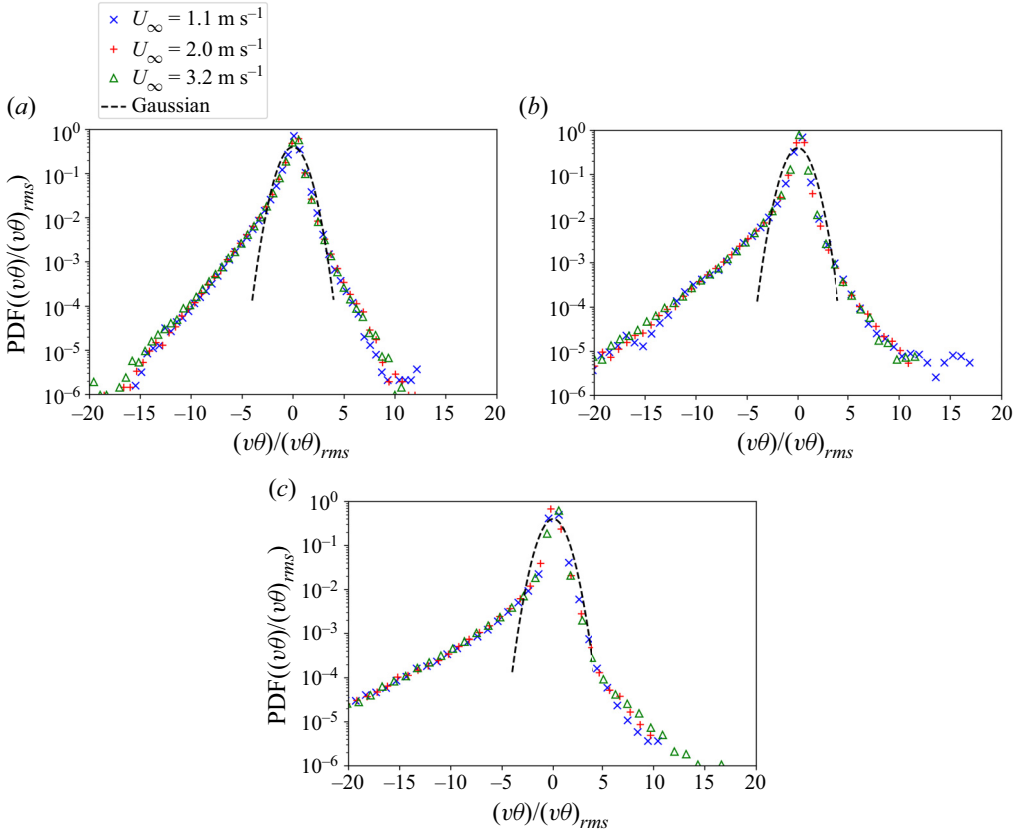 U∞ = 1.1 m s⁻¹
U∞ = 2.0 m s⁻¹
U∞ = 3.2 m s⁻¹
Gaussian
(a)
10⁰
10⁻¹
10⁻²
10⁻³
10⁻⁴
10⁻⁵
10⁻⁶
PDF((vθ)/(vθ)rms)
–20 –15 –10 –5 0 5 10 15 20
(vθ)/(vθ)rms
(b)
10⁰
10⁻¹
10⁻²
10⁻³
10⁻⁴
10⁻⁵
10⁻⁶
–20 –15 –10 –5 0 5 10 15 20
(vθ)/(vθ)rms
(c)
10⁰
10⁻¹
10⁻²
10⁻³
10⁻⁴
10⁻⁵
10⁻⁶
PDF((vθ)/(vθ)rms)
–20 –15 –10 –5 0 5 10 15 20
(vθ)/(vθ)rms